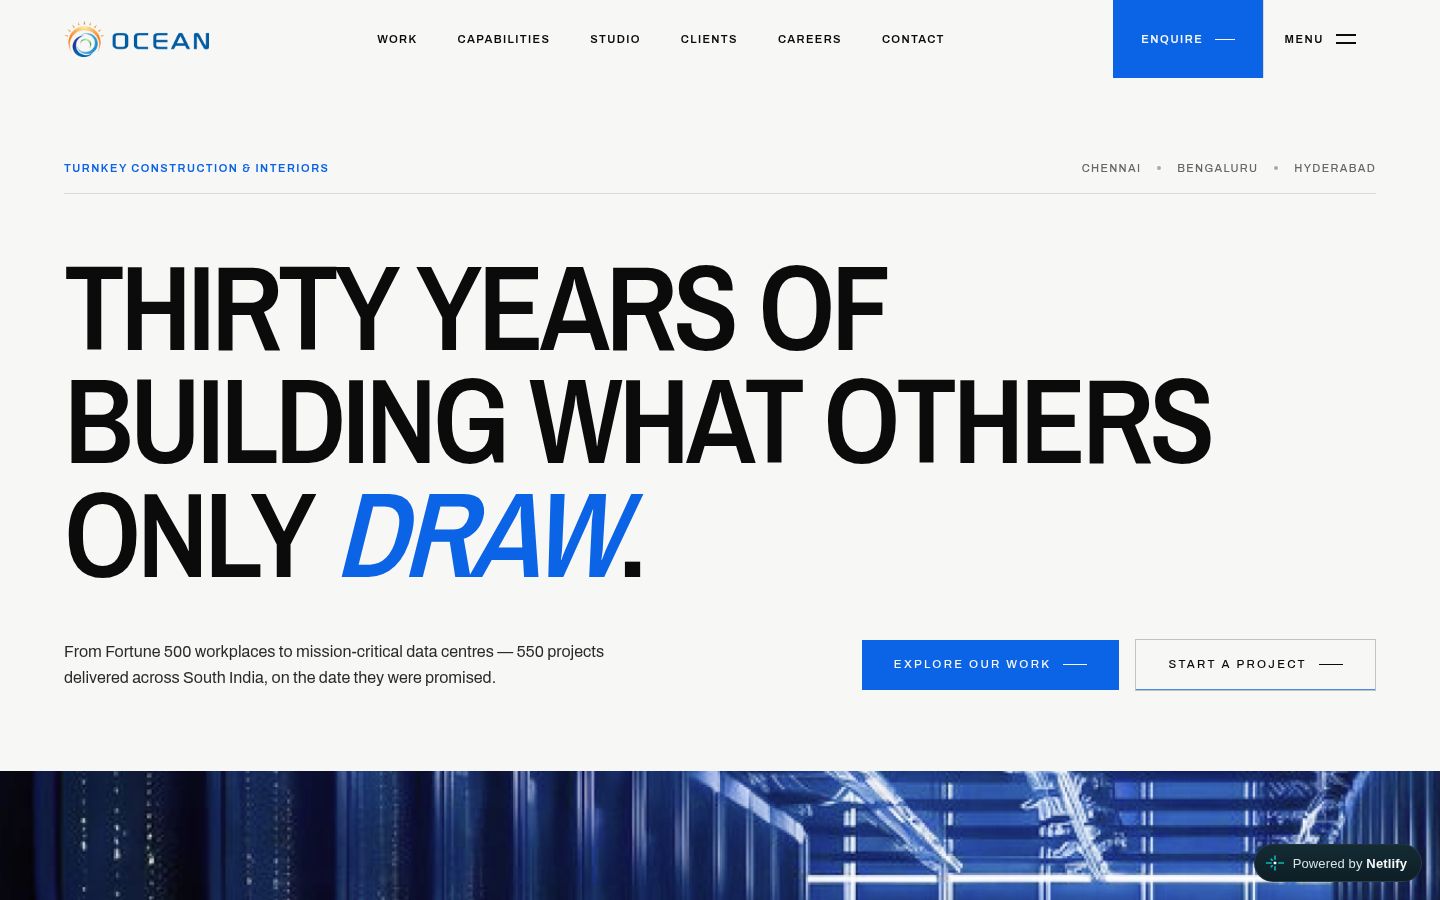 OCEAN
WORK CAPABILITIES STUDIO CLIENTS CAREERS CONTACT
ENQUIRE
MENU
TURNKEY CONSTRUCTION & INTERIORS
CHENNAI • BENGALURU • HYDERABAD
THIRTY YEARS OF
BUILDING WHAT OTHERS
ONLY DRAW.
From Fortune 500 workplaces to mission-critical data centres — 550 projects
delivered across South India, on the date they were promised.
EXPLORE OUR WORK
START A PROJECT
Powered by Netlify